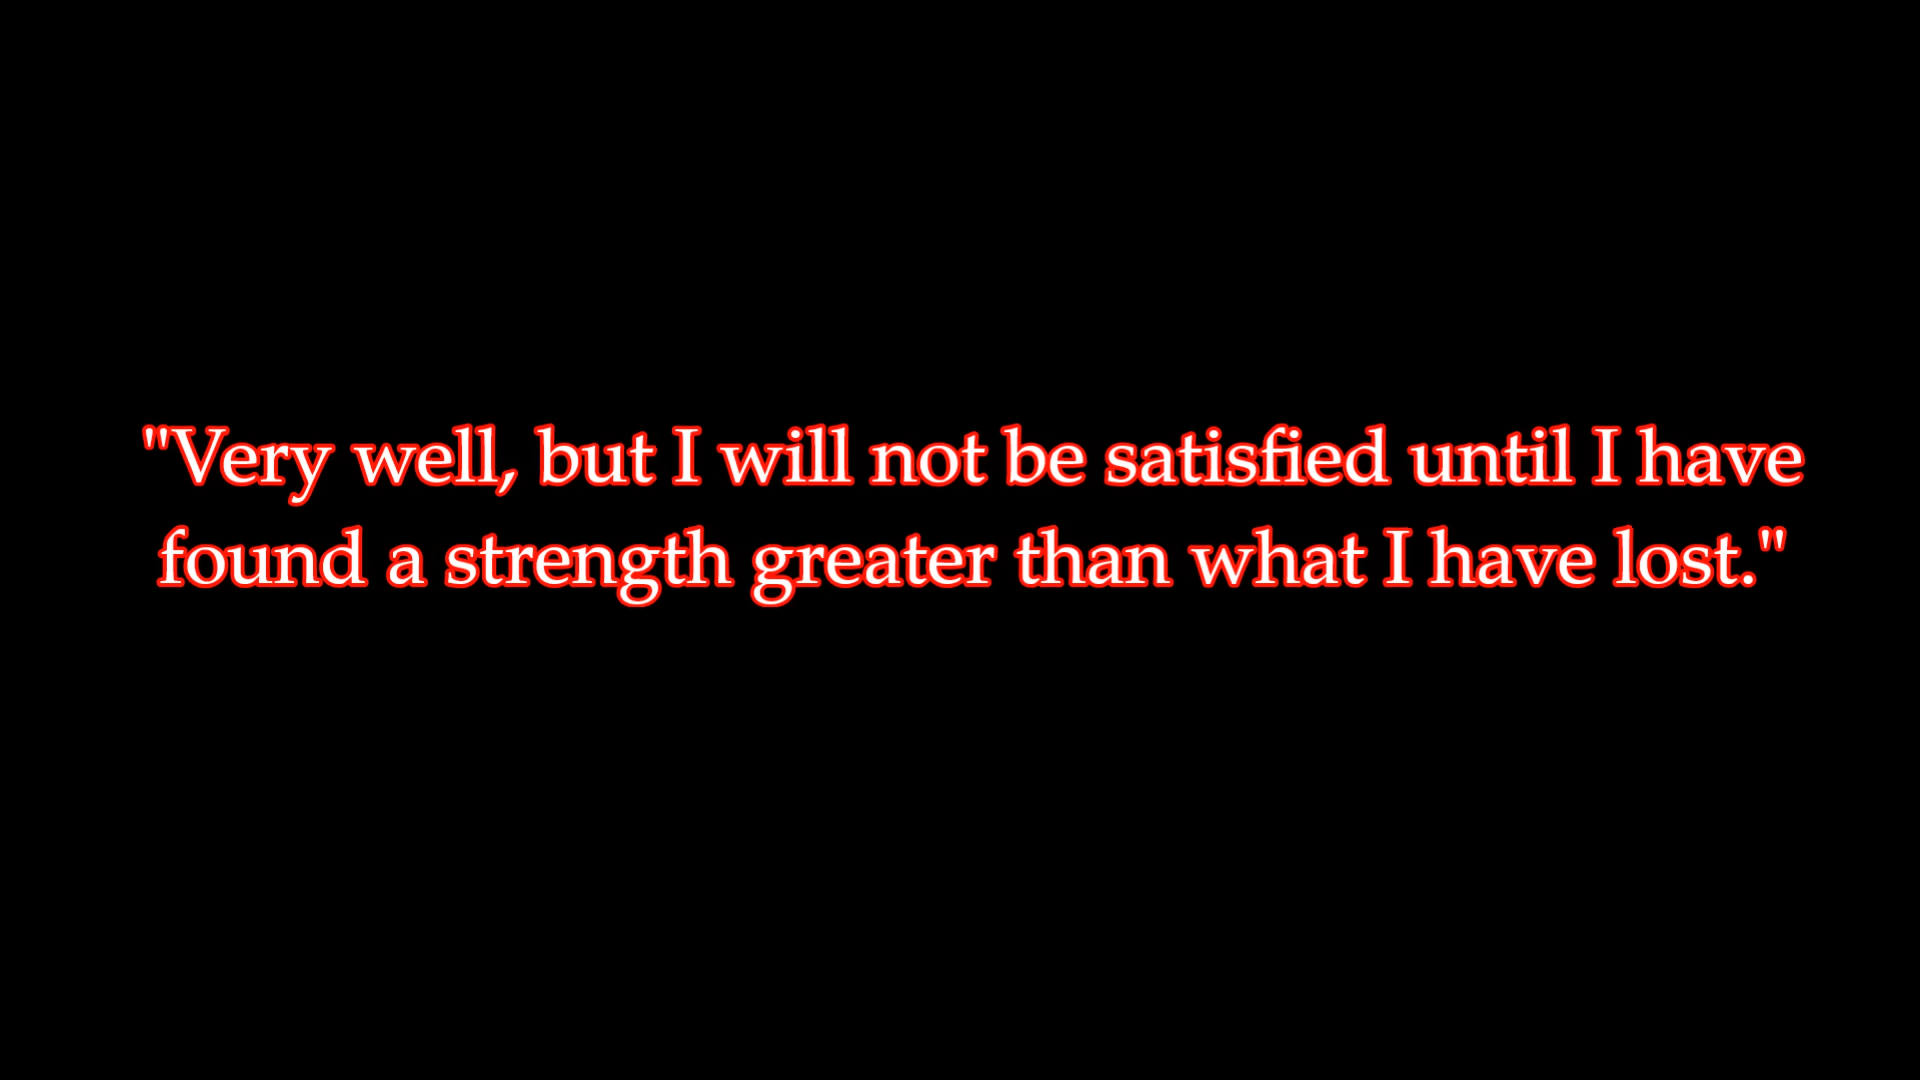 "Very well, but I will not be satisfied until I have
found a strength greater than what I have lost."